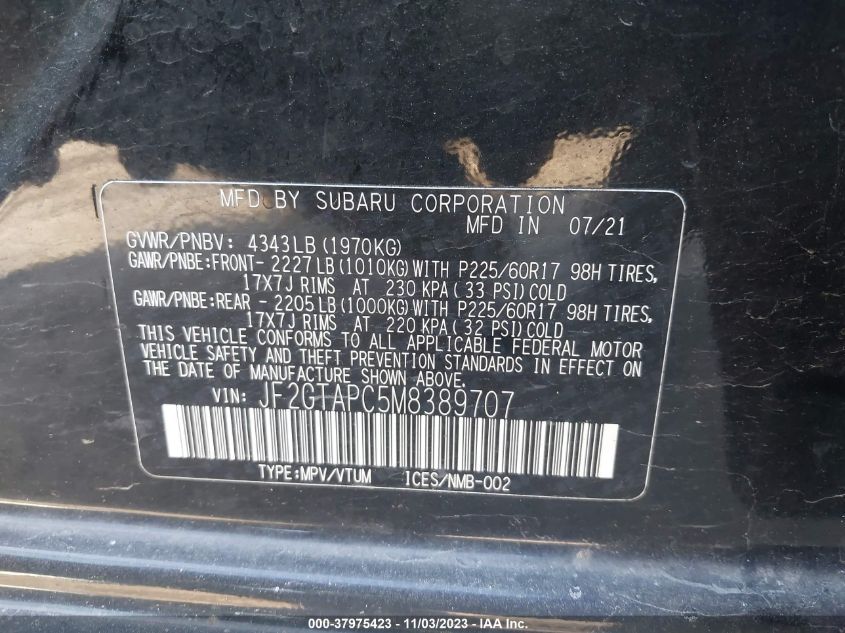 MFD BY SUBARU CORPORATION
MFD IN 07/21
GVWR/PNBV: 4343LB(1970KG)
GAWR/PNBE:FRONT- 2227LB(1010KG)WITH P225/60R17 98H TIRES,
17X7J RIMS AT 230 KPA(33 PSI)COLD
GAWR/PNBE:REAR - 2205LB(1000KG)WITH P225/60R17 98H TIRES,
17X7J RIMS AT 220 KPA(32 PSI)COLD
THIS VEHICLE CONFORMS TO ALL APPLICABLE FEDERAL MOTOR
VEHICLE SAFETY AND THEFT PREVENTION STANDARDS IN EFFECT ON
THE DATE OF MANUFACTURE SHOWN ABOVE.
VIN: JF2GTAPC5M8389707
TYPE:MPV/VTUM ICES/NMB-002
000-37975423 - 11/03/2023 - IAA Inc.